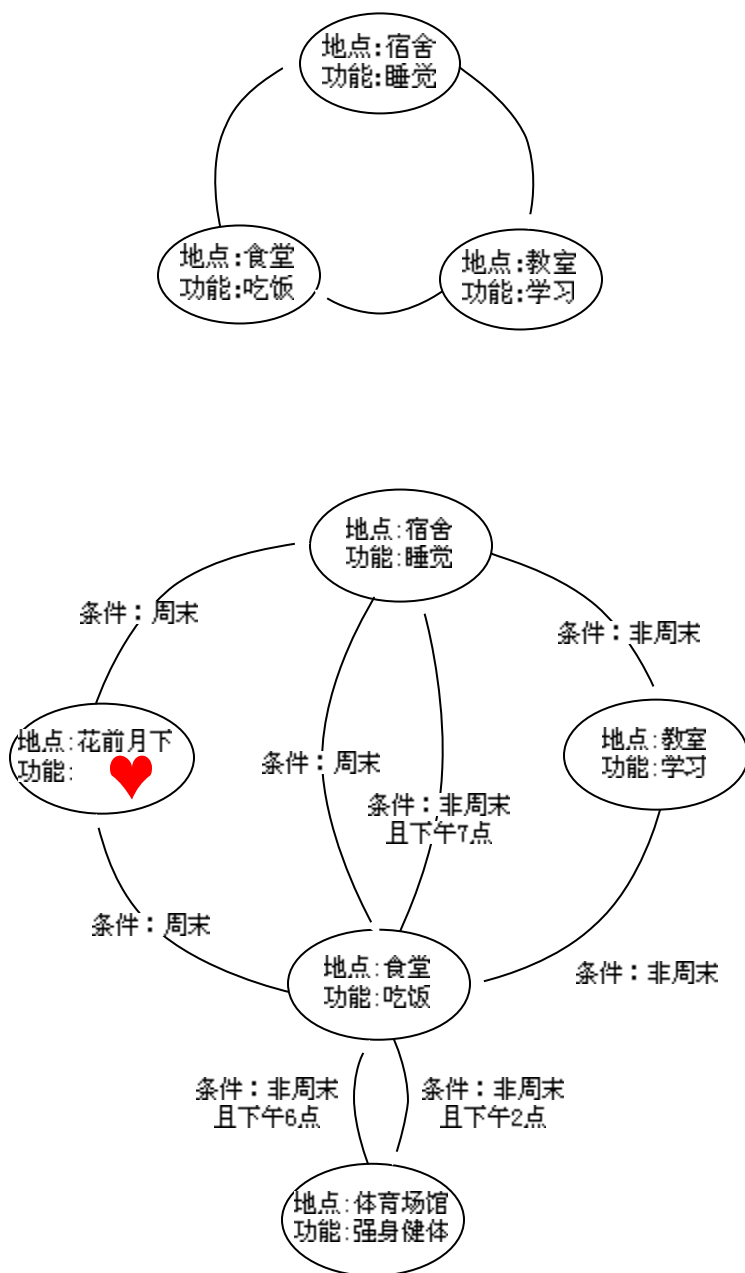 地点:宿舍
功能:睡觉
地点:食堂
功能:吃饭
地点:教室
功能:学习
地点:宿舍
功能:睡觉
条件：周末
条件：非周末
地点:花前月下
功能:
条件：周末
地点:教室
功能:学习
条件：非周末
且下午7点
条件：周末
地点:食堂
功能:吃饭
条件：非周末
条件：非周末
且下午6点
条件：非周末
且下午2点
地点:体育场馆
功能:强身健体